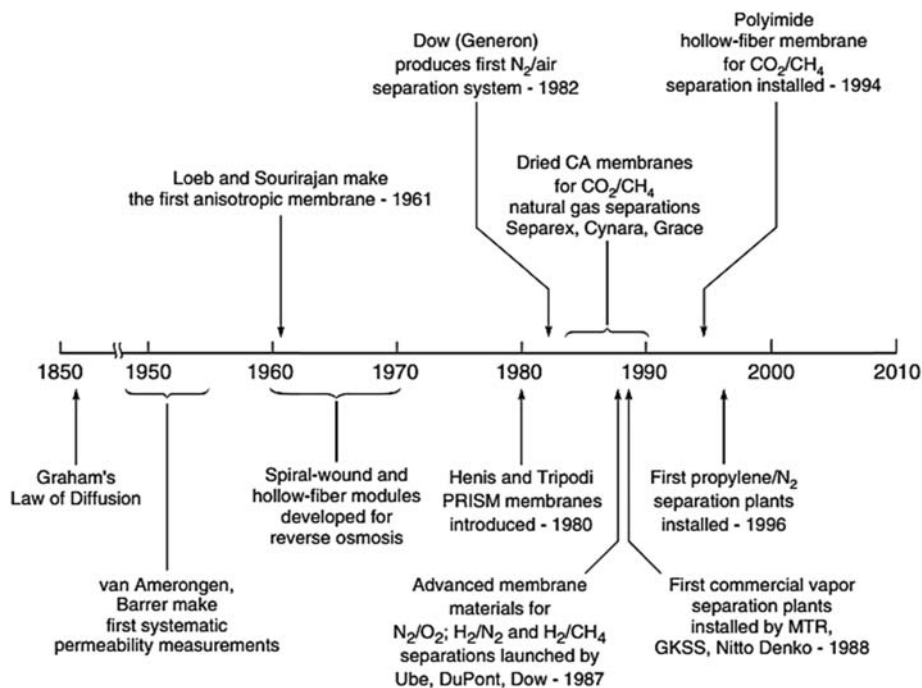 Dow (Generron)
produces first N₂/air
separation system - 1982
Polyimide
hollow-fiber membrane
for CO₂/CH₄
separation installed - 1994
Loeb and Sourirajan make
the first anisotropic membrane - 1961
Dried CA membranes
for CO₂/CH₄
natural gas separations
Separex, Cynara, Grace
1850 1950 1960 1970 1980 1990 2000 2010
Graham's
Law of Diffusion
Spiral-wound and
hollow-fiber modules
developed for
reverse osmosis
Henis and Tripodi
PRISM membranes
introduced - 1980
First propylene/N₂
separation plants
installed - 1996
van Amerongen,
Barrer make
first systematic
permeability measurements
Advanced membrane
materials for
N₂/O₂; H₂/N₂ and H₂/CH₄
separations launched by
Ube, DuPont, Dow - 1987
First commercial vapor
separation plants
installed by MTR,
GKSS, Nitto Denko - 1988